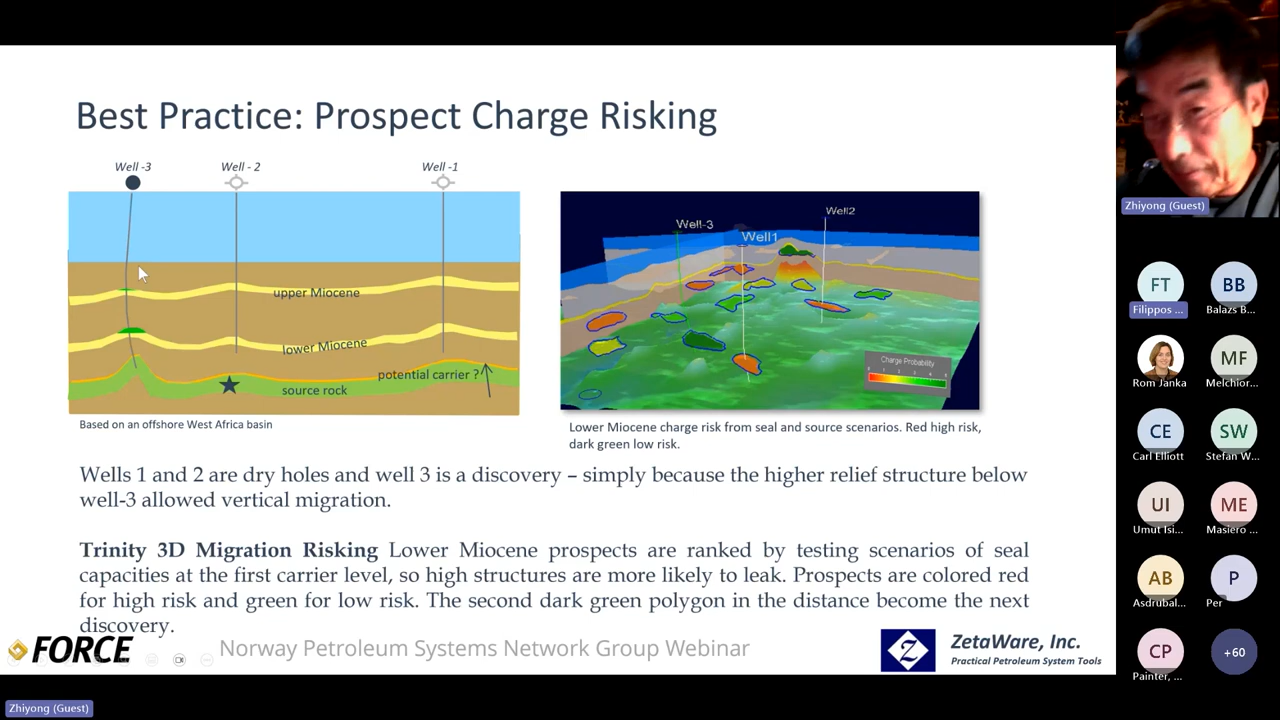 Best Practice: Prospect Charge Risking
Well -3
Well - 2
Well -1
upper Miocene
lower Miocene
potential carrier ?
source rock
Based on an offshore West Africa basin
Well-3
Well1
Well2
Charge Probability
Lower Miocene charge risk from seal and source scenarios. Red high risk,
dark green low risk.
Wells 1 and 2 are dry holes and well 3 is a discovery – simply because the higher relief structure below
well-3 allowed vertical migration.
Trinity 3D Migration Risking Lower Miocene prospects are ranked by testing scenarios of seal
capacities at the first carrier level, so high structures are more likely to leak. Prospects are colored red
for high risk and green for low risk. The second dark green polygon in the distance become the next
discovery.
FORCE
Norway Petroleum Systems Network Group Webinar
Z
ZetaWare, Inc.
Practical Petroleum System Tools
Zhiyong (Guest)
Zhiyong (Guest)
FT
Filippos ...
BB
Balazs B...
Rom Janka
MF
Melchior...
CE
Carl Elliott
SW
Stefan W...
UI
Umut Isi...
ME
Masiero ...
AB
Asdrubal...
P
Per
CP
Painter, ...
+60